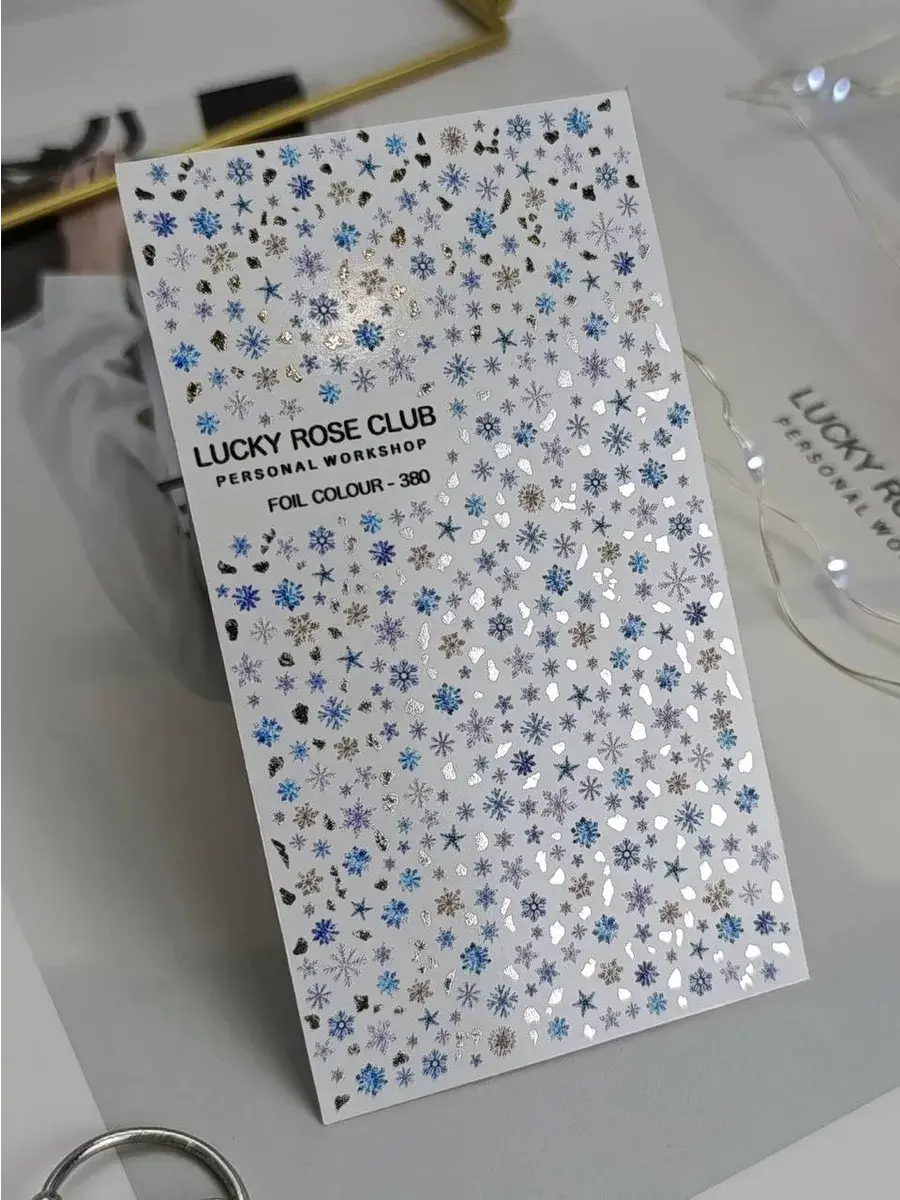 LUCKY ROSE CLUB
PERSONAL WORKSHOP
FOIL COLOUR - 380
LUCKY
PERSONAL